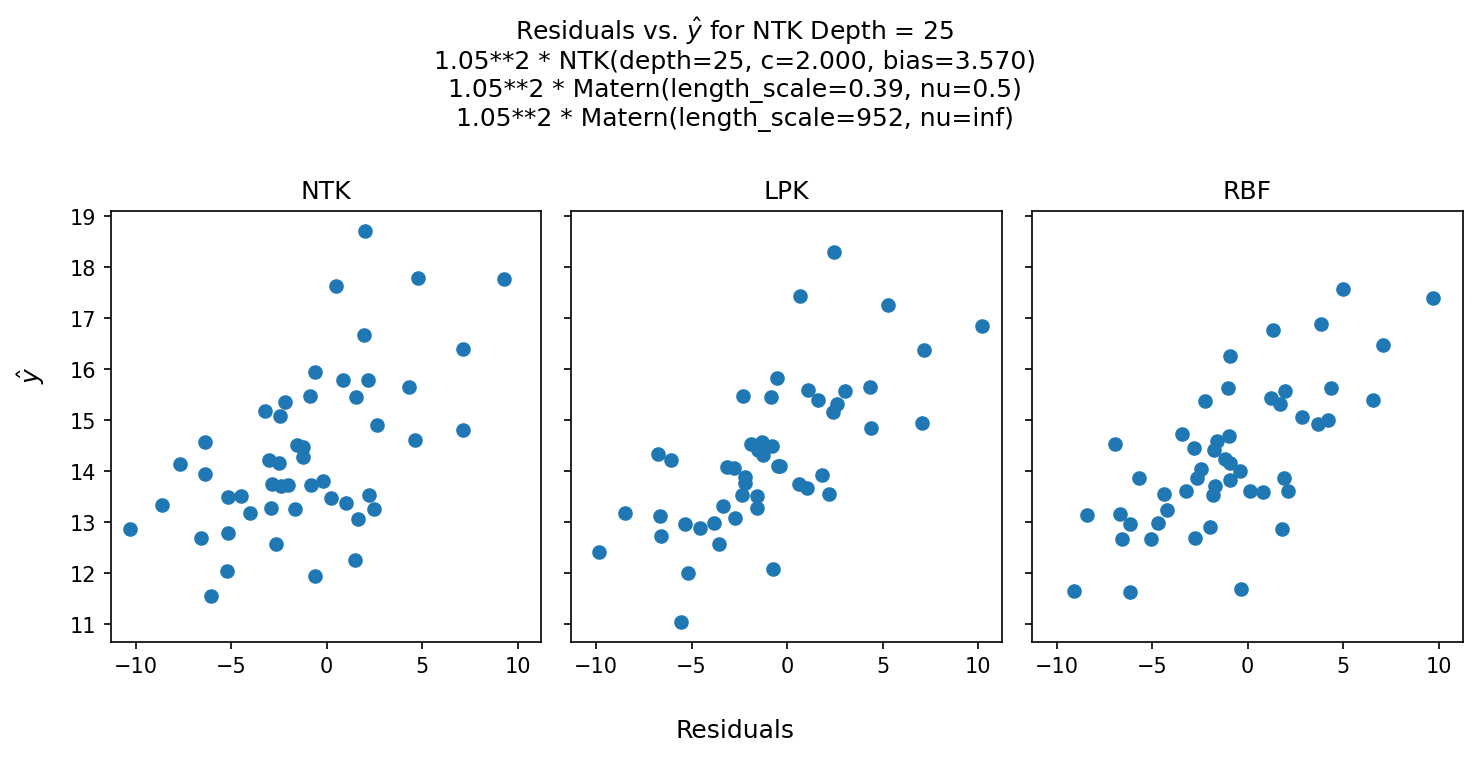 Residuals vs. ŷ for NTK Depth = 25
1.05**2 * NTK(depth=25, c=2.000, bias=3.570)
1.05**2 * Matern(length_scale=0.39, nu=0.5)
1.05**2 * Matern(length_scale=952, nu=inf)
NTK LPK RBF
19
18
17
16
15
14
13
12
11
ŷ
−10 −5 0 5 10 −10 −5 0 5 10 −10 −5 0 5 10
Residuals